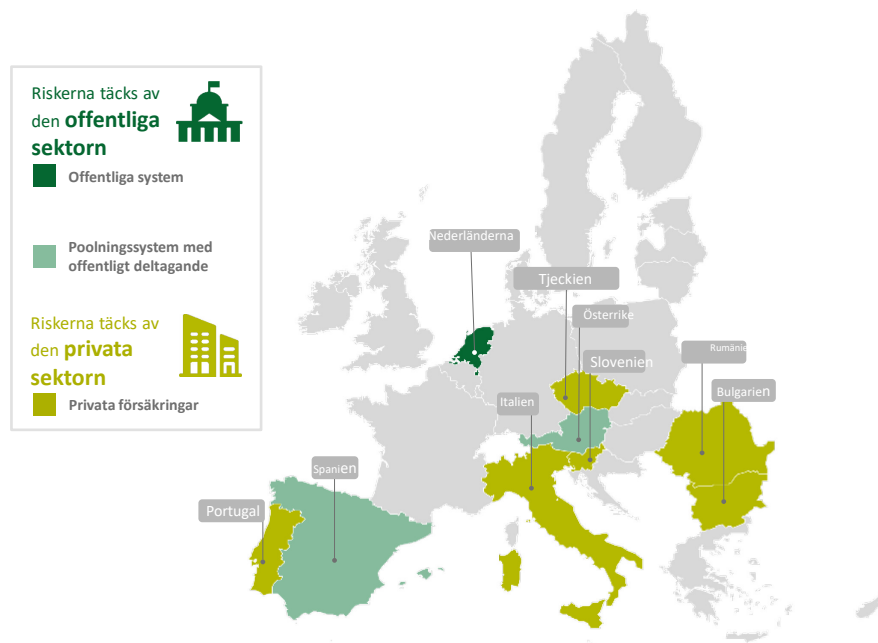 Riskerna täcks av
den offentliga
sektorn
Offentliga system
Poolningssystem med
offentligt deltagande
Riskerna täcks av
den privata
sektorn
Privata försäkringar
Nederländerna
Tjeckien
Österrike
Slovenien
Rumänie
Bulgarien
Italien
Spanien
Portugal